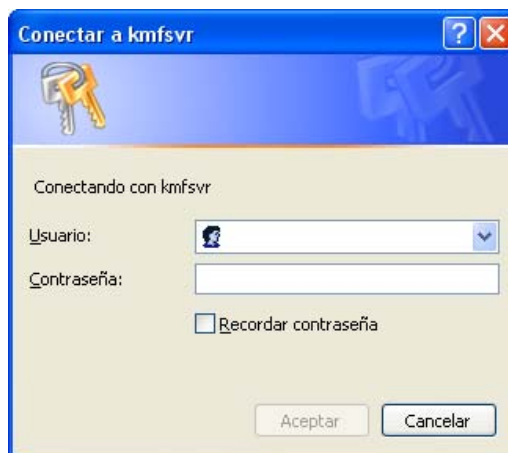 Conectar a kmfsvr
Conectando con kmfsvr
Usuario:
Contraseña:
Recordar contraseña
Aceptar Cancelar